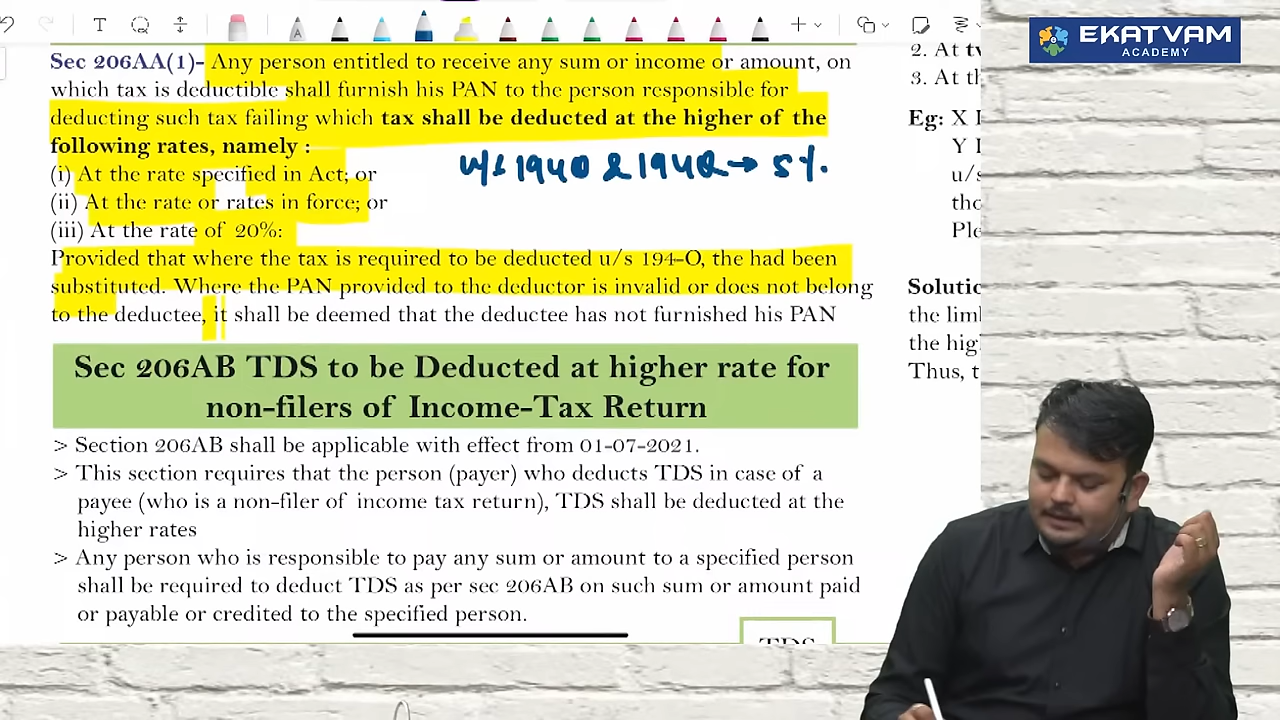 EKATVAM
ACADEMY
Sec 206AA(1)- Any person entitled to receive any sum or income or amount, on
which tax is deductible shall furnish his PAN to the person responsible for
deducting such tax failing which tax shall be deducted at the higher of the
following rates, namely :
u/s 194O & 194Q → 5%.
(i) At the rate specified in Act; or
(ii) At the rate or rates in force; or
(iii) At the rate of 20%:
Provided that where the tax is required to be deducted u/s 194-O, the had been
substituted. Where the PAN provided to the deductor is invalid or does not belong
to the deductee, it shall be deemed that the deductee has not furnished his PAN
Sec 206AB TDS to be Deducted at higher rate for
non-filers of Income-Tax Return
> Section 206AB shall be applicable with effect from 01-07-2021.
> This section requires that the person (payer) who deducts TDS in case of a
payee (who is a non-filer of income tax return), TDS shall be deducted at the
higher rates
> Any person who is responsible to pay any sum or amount to a specified person
shall be required to deduct TDS as per sec 206AB on such sum or amount paid
or payable or credited to the specified person.
TDS
2. At
3. At
Eg: X
Y
u/s
the lim
the hig
Thus, t